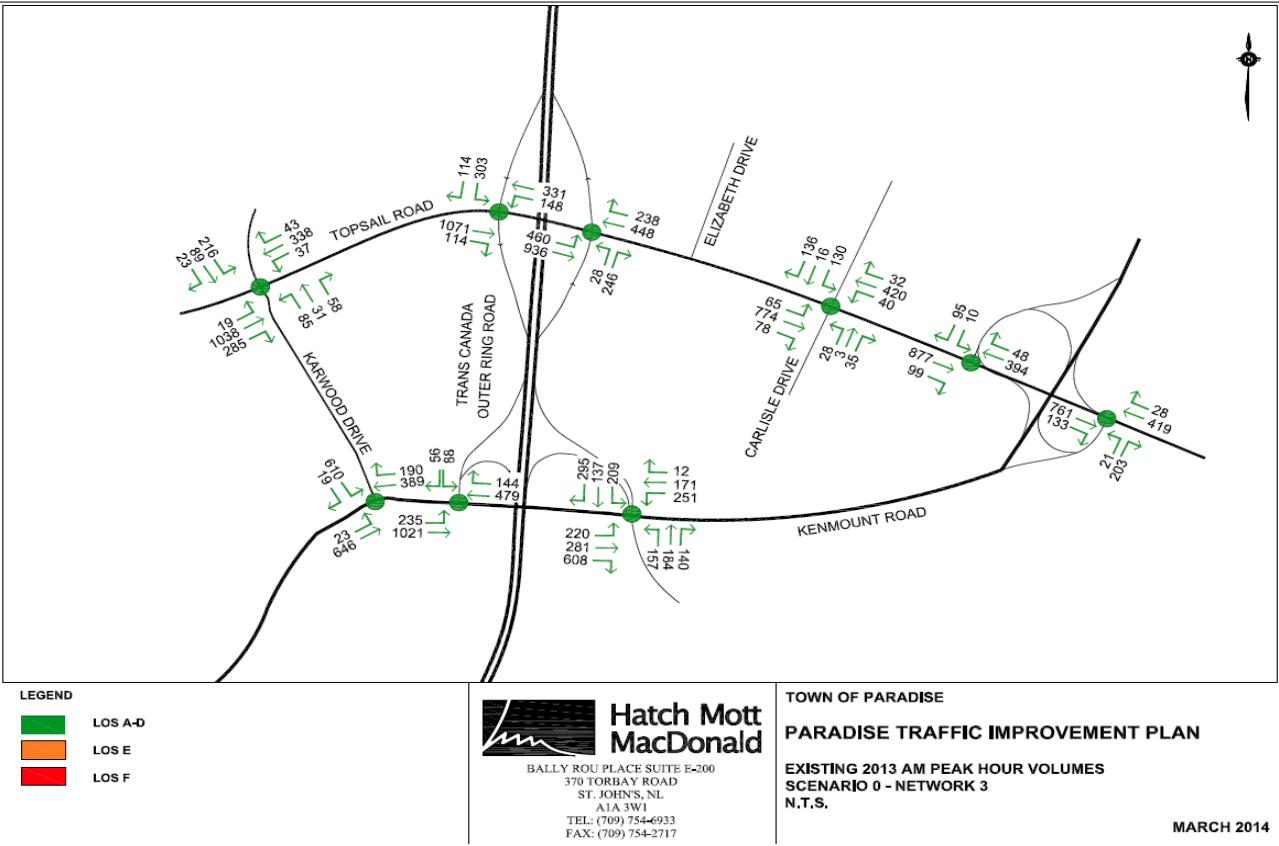 N
114
303
331
148
1071
114
460
936
238
448
28
246
TOPSAIL ROAD
43
338
37
216
89
23
19
1038
285
85
31
58
KARWOOD DRIVE
TRANS CANADA
OUTER RING ROAD
ELIZABETH DRIVE
136
16
130
32
420
40
65
774
78
28
3
35
CARLISLE DRIVE
95
10
48
394
877
99
761
133
28
419
21
203
610
19
190
389
23
646
56
88
144
479
235
1021
295
137
209
12
171
251
220
281
608
157
184
140
KENMOUNT ROAD
LEGEND
LOS A-D
LOS E
LOS F
Hatch Mott
MacDonald
BALLY ROU PLACE SUITE E-200
370 TORBAY ROAD
ST. JOHN'S, NL
A1A 3W1
TEL: (709) 754-6933
FAX: (709) 754-2717
TOWN OF PARADISE
PARADISE TRAFFIC IMPROVEMENT PLAN
EXISTING 2013 AM PEAK HOUR VOLUMES
SCENARIO 0 - NETWORK 3
N.T.S.
MARCH 2014